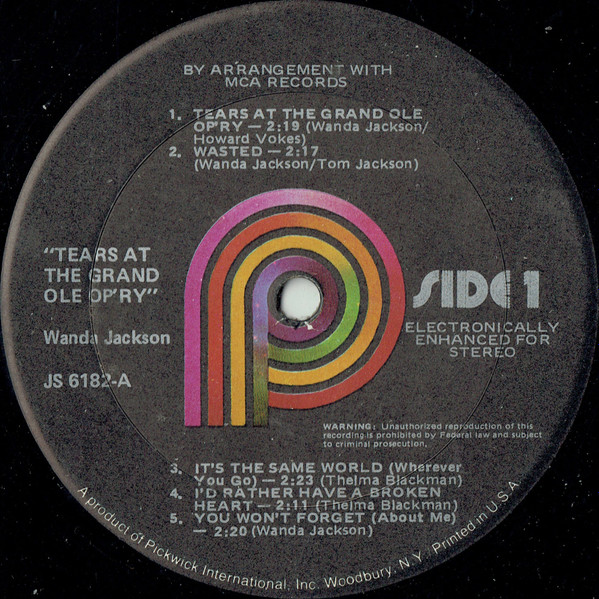 BY ARRANGEMENT WITH
MCA RECORDS
1. TEARS AT THE GRAND OLE
OP'RY — 2:19 (Wanda Jackson/
Howard Vokes)
2. WASTED — 2:17
(Wanda Jackson/Tom Jackson)
"TEARS AT
THE GRAND
OLE OP'RY"
Wanda Jackson
JS 6182-A
SIDE 1
ELECTRONICALLY
ENHANCED FOR
STEREO
WARNING: Unauthorized reproduction of this
recording is prohibited by Federal law and subject
to criminal prosecution.
3. IT'S THE SAME WORLD (Wherever
You Go) — 2:23 (Thelma Blackman)
4. I'D RATHER HAVE A BROKEN
HEART — 2:11 (Thelma Blackman)
5. YOU WON'T FORGET (About Me)
— 2:20 (Wanda Jackson)
A product of Pickwick International, Inc. Woodbury, N.Y. Printed in U.S.A.